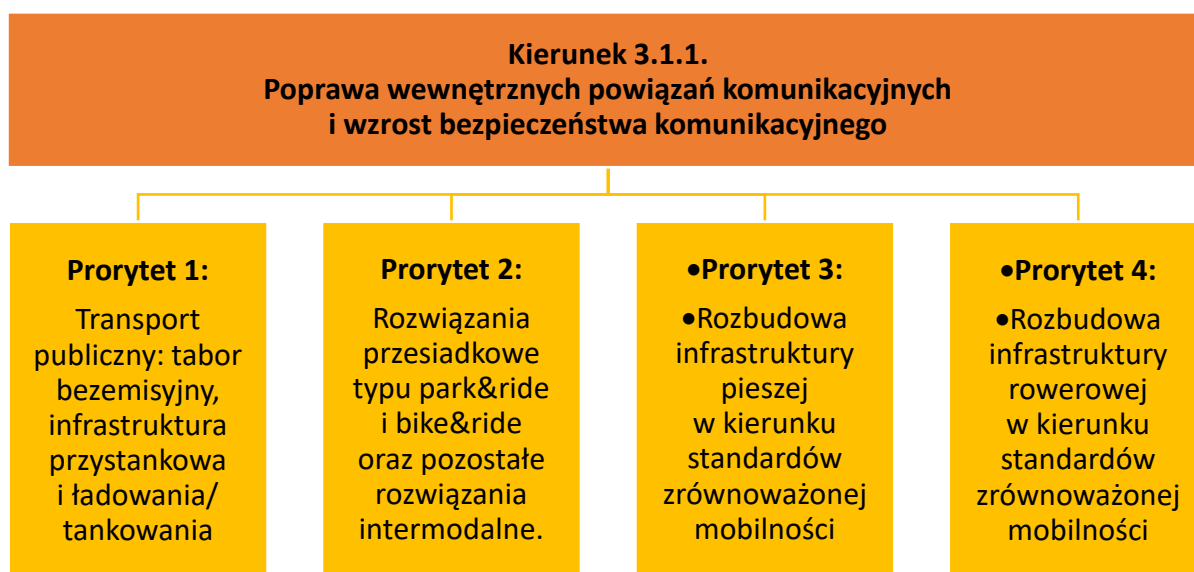 Kierunek 3.1.1.
Poprawa wewnętrznych powiązań komunikacyjnych
i wzrost bezpieczeństwa komunikacyjnego
Prorytet 1:
Transport
publiczny: tabor
bezemisyjny,
infrastruktura
przystankowa
i ładowania/
tankowania
Prorytet 2:
Rozwiązania
przesiadkowe
typu park&ride
i bike&ride
oraz pozostałe
rozwiązania
intermodalne.
•Prorytet 3:
•Rozbudowa
infrastruktury
pieszej
w kierunku
standardów
zrównoważonej
mobilności
•Prorytet 4:
•Rozbudowa
infrastruktury
rowerowej
w kierunku
standardów
zrównoważonej
mobilności